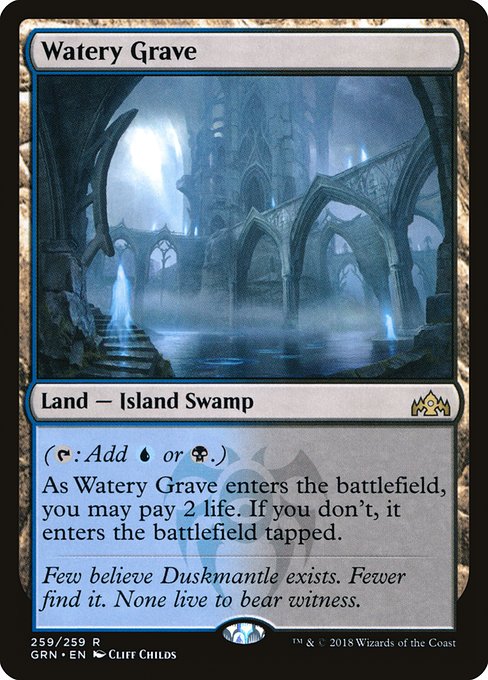 Watery Grave
Land — Island Swamp
(: Add or .)
As Watery Grave enters the battlefield,
you may pay 2 life. If you don't, it
enters the battlefield tapped.
Few believe Duskmantle exists. Fewer
find it. None live to bear witness.
259/259 R
GRN • EN Cliff Childs
™ & © 2018 Wizards of the Coast